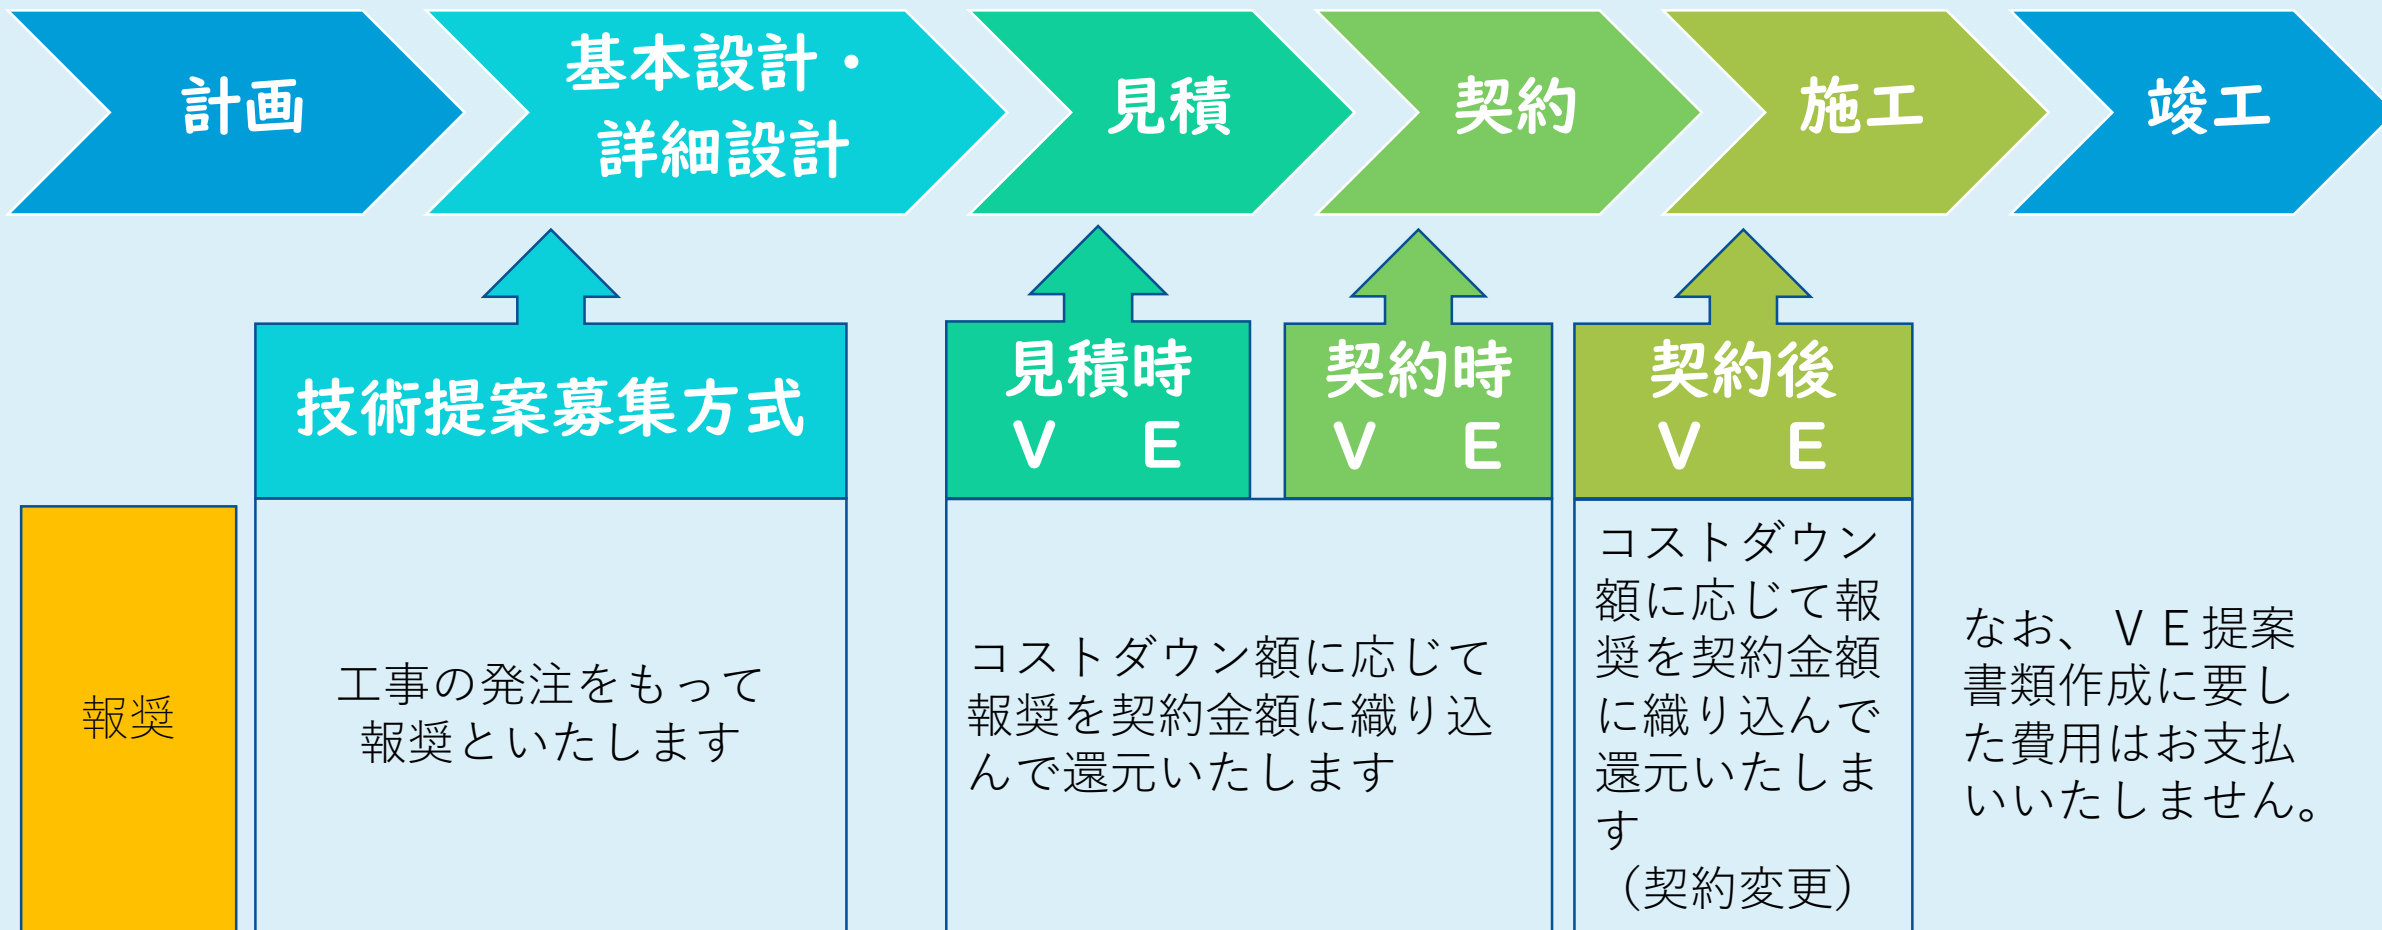 計画
基本設計・
詳細設計
見積
契約
施工
竣工
技術提案募集方式
見積時
Ｖ　Ｅ
契約時
Ｖ　Ｅ
契約後
Ｖ　Ｅ
報奨
工事の発注をもって
報奨といたします
コストダウン額に応じて
報奨を契約金額に織り込
んで還元いたします
コストダウン
額に応じて報
奨を契約金額
に織り込んで
還元いたしま
す
（契約変更）
なお、ＶＥ提案
書類作成に要し
た費用はお支払
いいたしません。